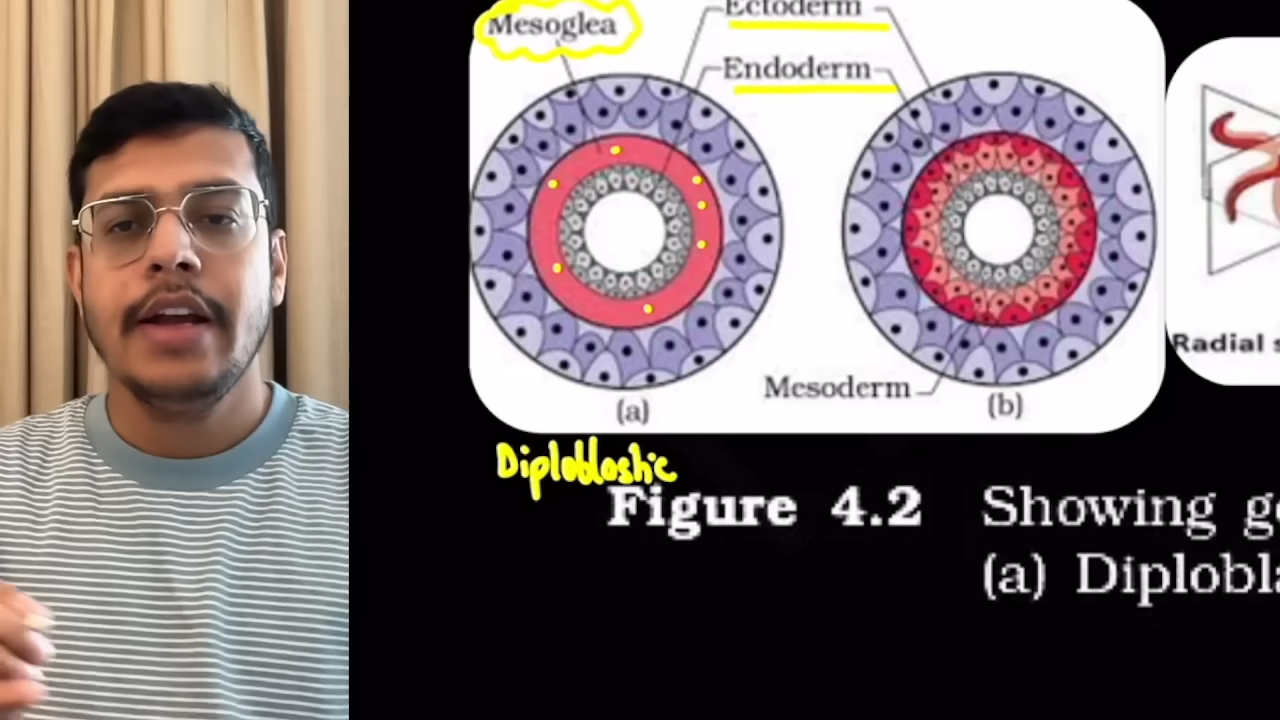 Mesoglea
Ectoderm
Endoderm
Mesoderm
(a)
(b)
Radial s
Diploblastic
Figure 4.2 Showing ge
(a) Diplobla